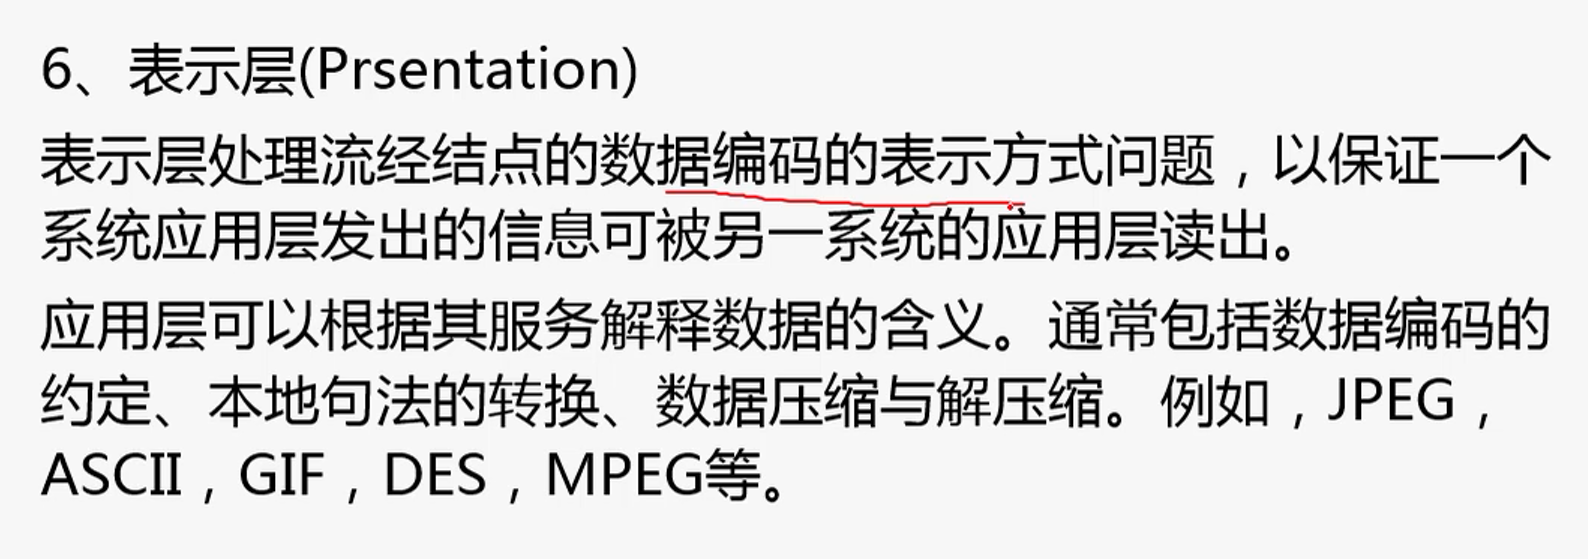 6、表示层(Prsentation)
表示层处理流经结点的数据编码的表示方式问题，以保证一个
系统应用层发出的信息可被另一系统的应用层读出。
应用层可以根据其服务解释数据的含义。通常包括数据编码的
约定、本地句法的转换、数据压缩与解压缩。例如，JPEG，
ASCII，GIF，DES，MPEG等。